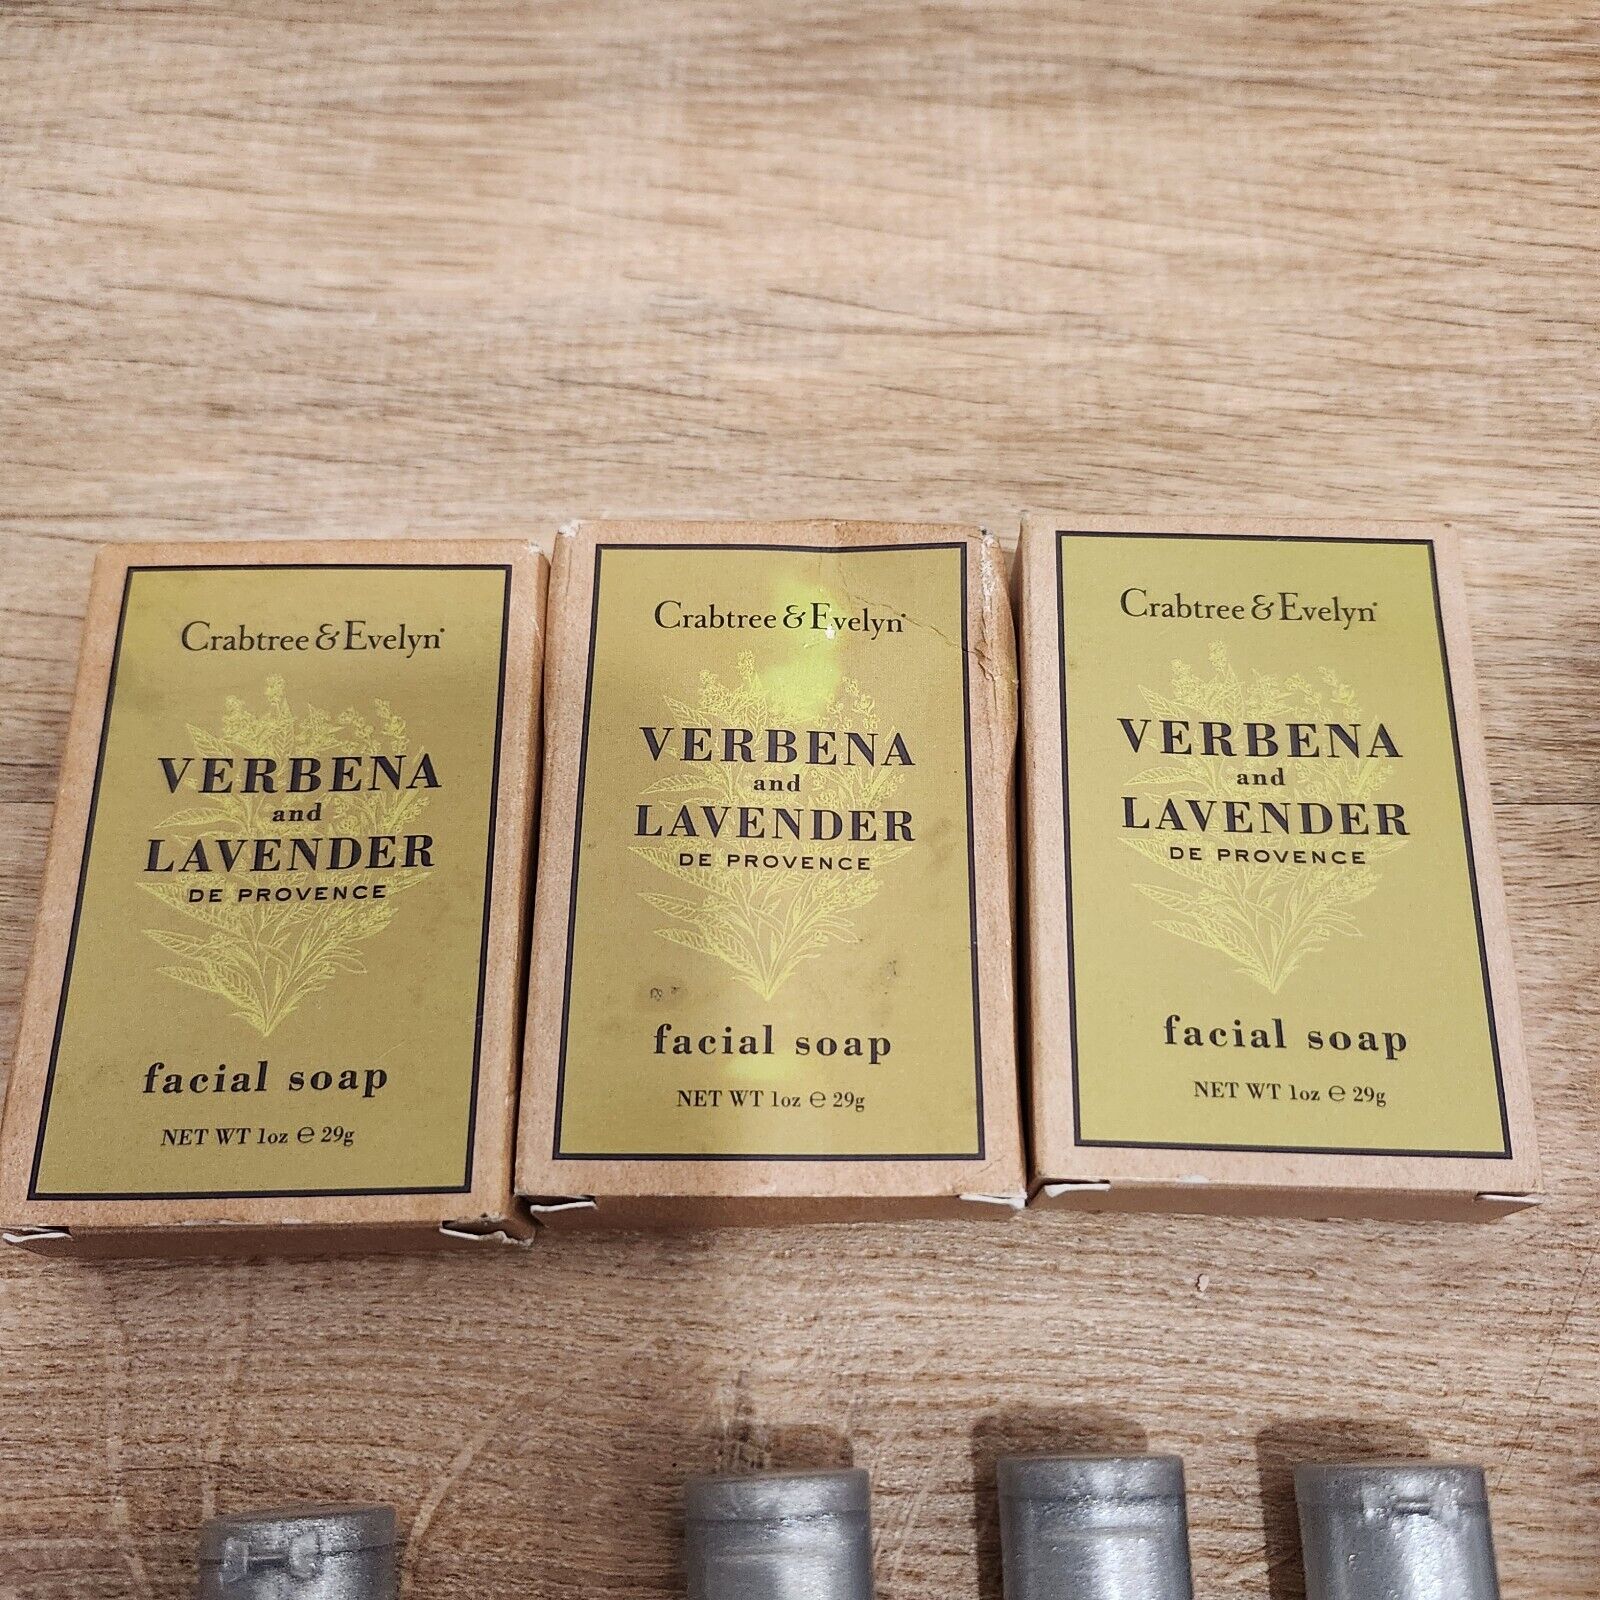 Crabtree & Evelyn®
VERBENA
and
LAVENDER
DE PROVENCE
facial soap
NET WT 1oz ℮ 29g
Crabtree & Evelyn®
VERBENA
and
LAVENDER
DE PROVENCE
facial soap
NET WT 1oz ℮ 29g
Crabtree & Evelyn®
VERBENA
and
LAVENDER
DE PROVENCE
facial soap
NET WT 1oz ℮ 29g